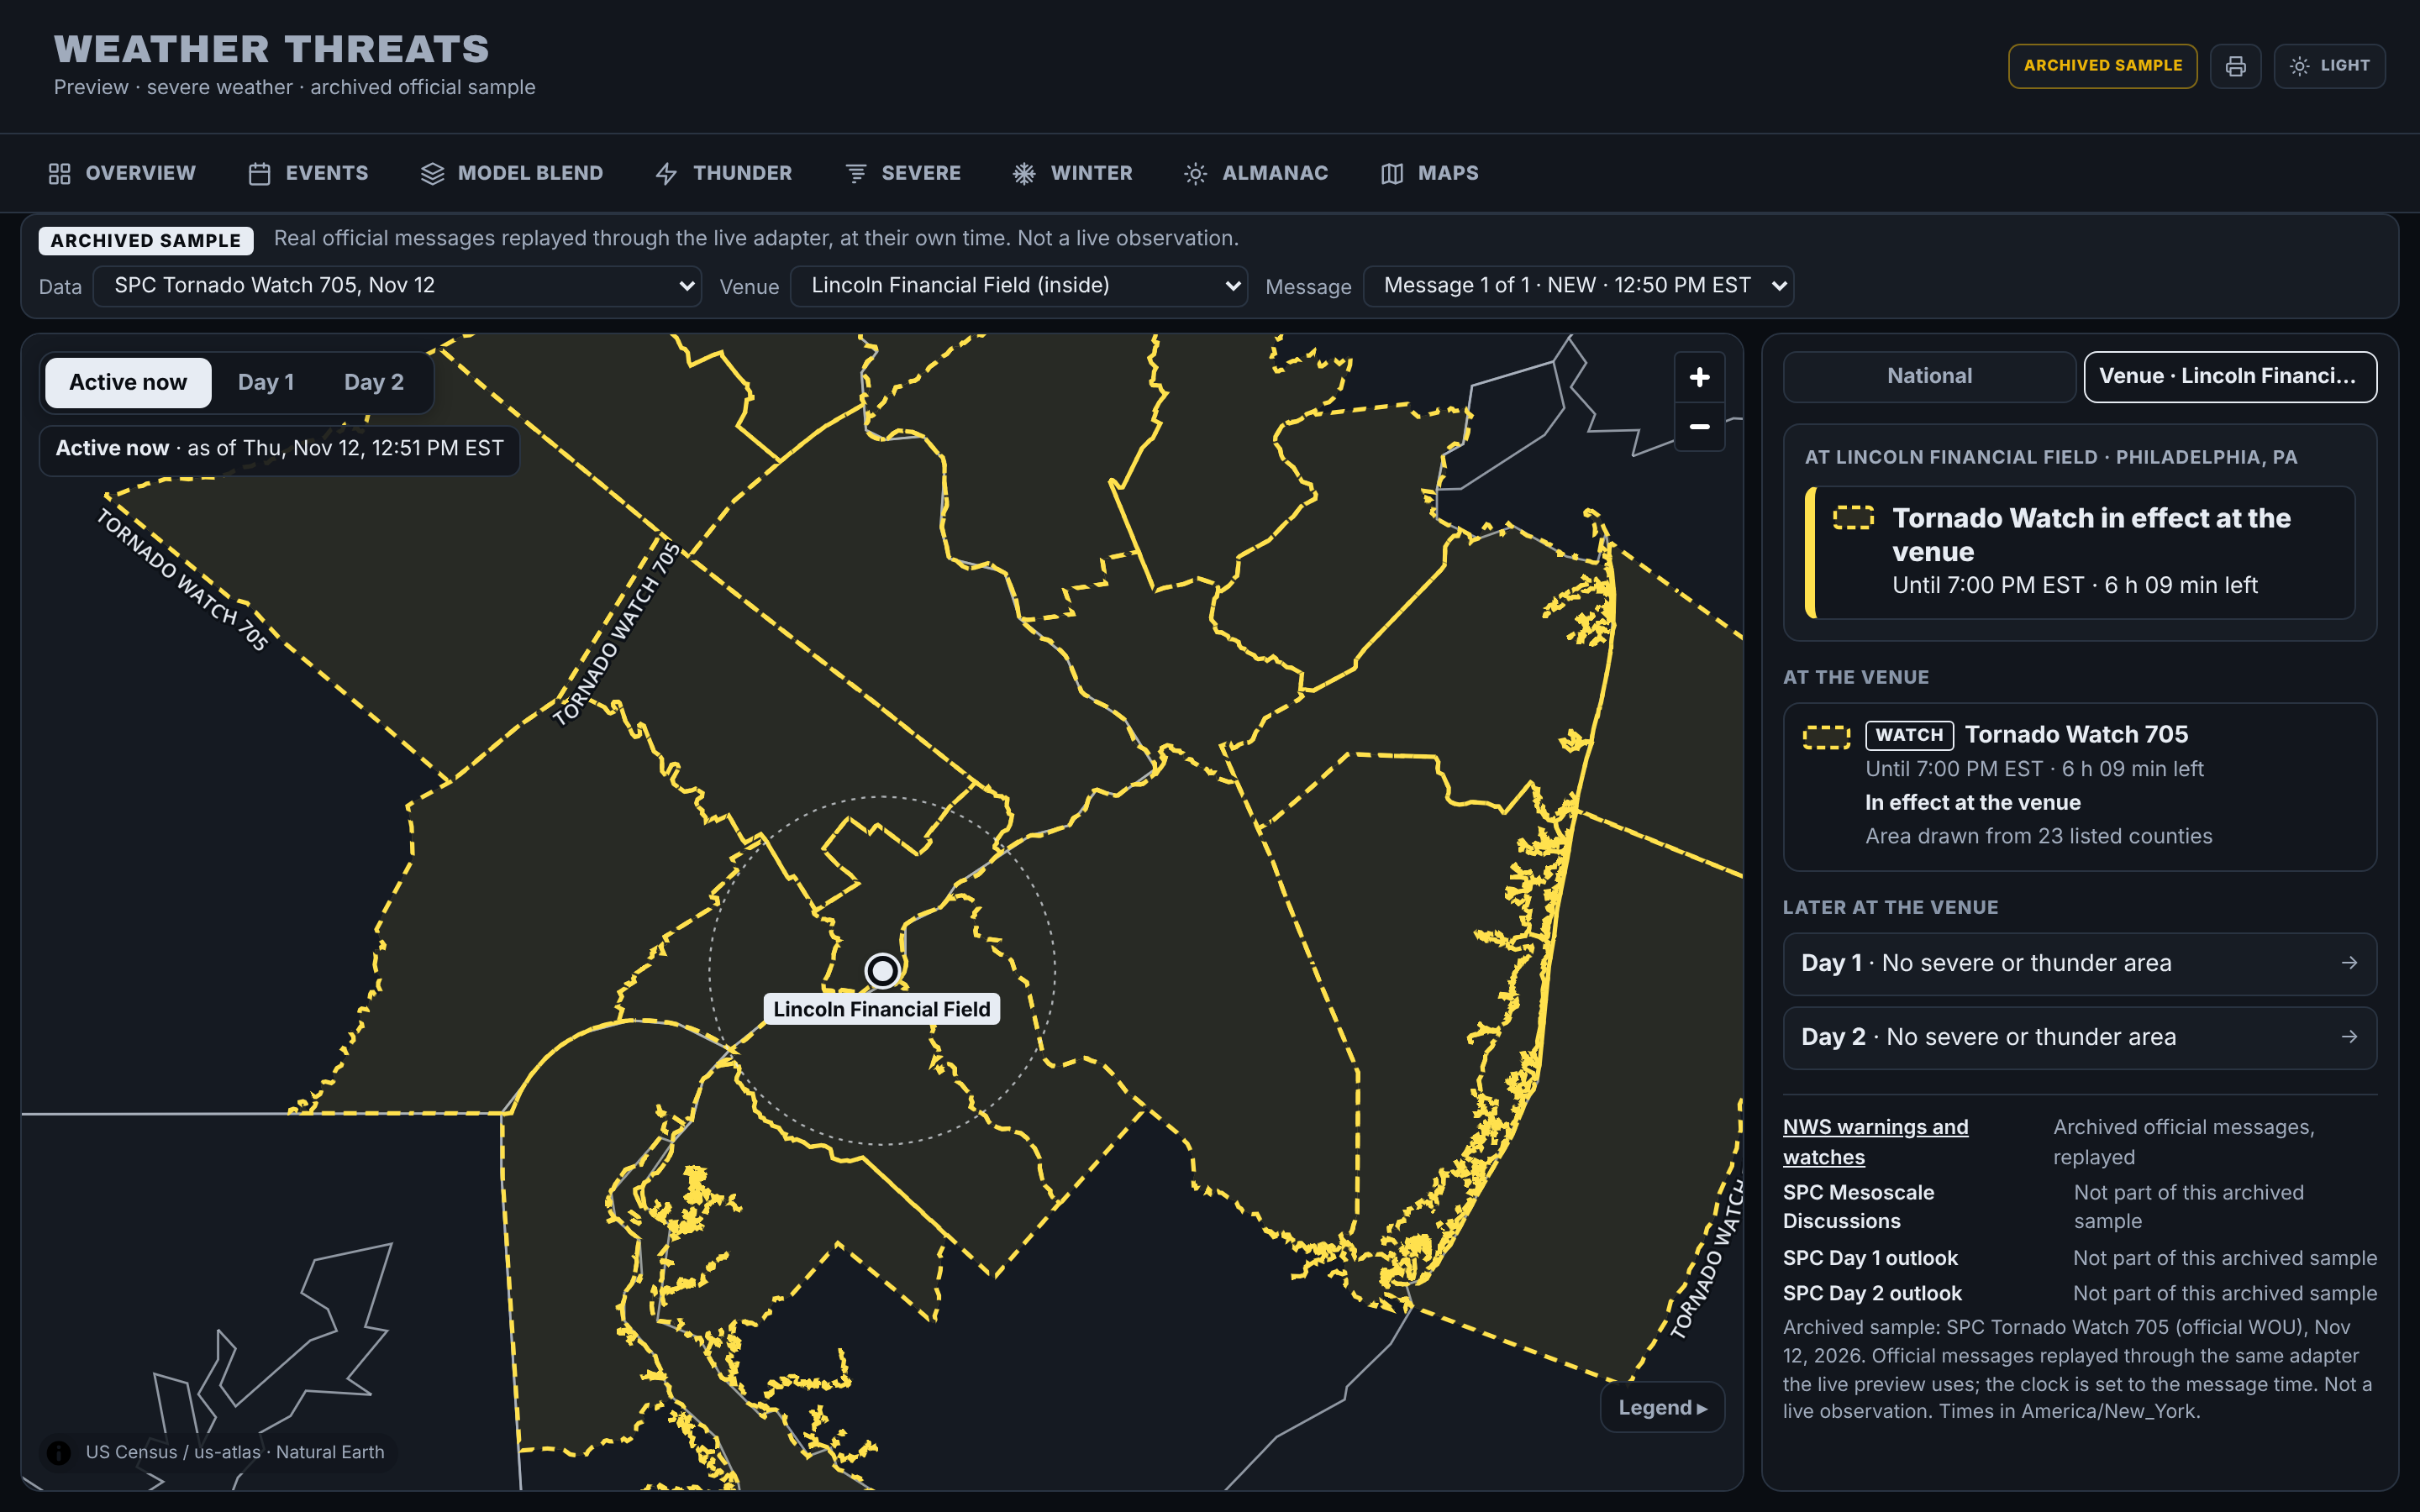 WEATHER THREATS
Preview · severe weather · archived official sample
ARCHIVED SAMPLE
LIGHT
OVERVIEW
EVENTS
MODEL BLEND
THUNDER
SEVERE
WINTER
ALMANAC
MAPS
ARCHIVED SAMPLE Real official messages replayed through the live adapter, at their own time. Not a live observation.
Data SPC Tornado Watch 705, Nov 12 Venue Lincoln Financial Field (inside) Message Message 1 of 1 · NEW · 12:50 PM EST
Active now Day 1 Day 2
Active now · as of Thu, Nov 12, 12:51 PM EST
+
−
TORNADO WATCH 705
TORNADO WATCH 705
Lincoln Financial Field
TORNADO WATCH
Legend ▸
US Census / us-atlas · Natural Earth
National
Venue · Lincoln Financi...
AT LINCOLN FINANCIAL FIELD · PHILADELPHIA, PA
Tornado Watch in effect at the
venue
Until 7:00 PM EST · 6 h 09 min left
AT THE VENUE
WATCH Tornado Watch 705
Until 7:00 PM EST · 6 h 09 min left
In effect at the venue
Area drawn from 23 listed counties
LATER AT THE VENUE
Day 1 · No severe or thunder area →
Day 2 · No severe or thunder area →
NWS warnings and
watches
Archived official messages,
replayed
SPC Mesoscale
Discussions
Not part of this archived
sample
SPC Day 1 outlook Not part of this archived sample
SPC Day 2 outlook Not part of this archived sample
Archived sample: SPC Tornado Watch 705 (official WOU), Nov
12, 2026. Official messages replayed through the same adapter
the live preview uses; the clock is set to the message time. Not a
live observation. Times in America/New_York.